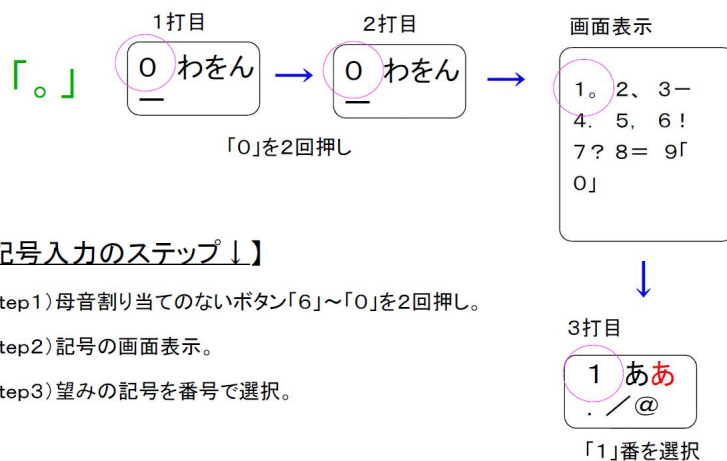 1打目
2打目
画面表示
「。」
0 わをん
ー
→
0 わをん
ー
→
1。 2、 3ー
4. 5, 6!
7? 8= 9「
0」
「0」を2回押し
記号入力のステップ↓】
tep1)母音割り当てのないボタン「6」～「0」を2回押し。
tep2)記号の画面表示。
tep3)望みの記号を番号で選択。
↓
3打目
1 ああ
. ／@
「1」番を選択